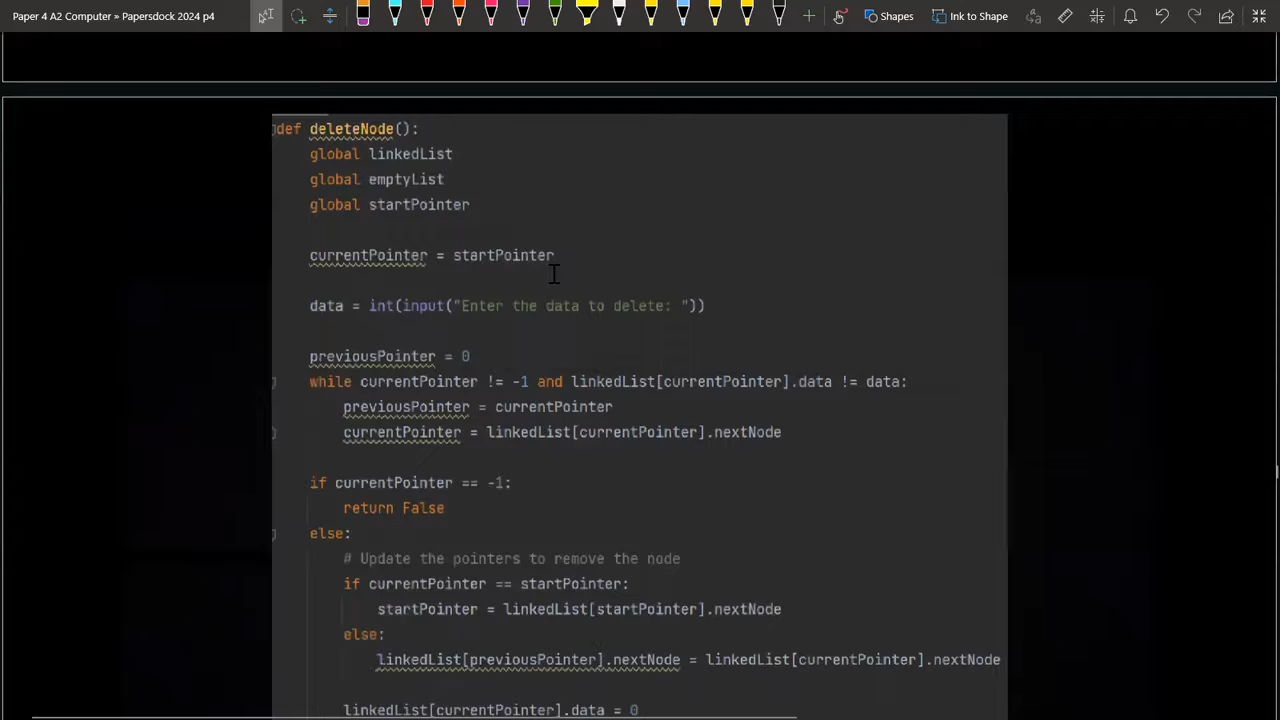 Paper 4 A2 Computer » Papersdock 2024 p4
Shapes
Ink to Shape
def deleteNode():
global linkedList
global emptyList
global startPointer
currentPointer = startPointer
data = int(input("Enter the data to delete: "))
previousPointer = 0
while currentPointer != -1 and linkedList[currentPointer].data != data:
previousPointer = currentPointer
currentPointer = linkedList[currentPointer].nextNode
if currentPointer == -1:
return False
else:
# Update the pointers to remove the node
if currentPointer == startPointer:
startPointer = linkedList[startPointer].nextNode
else:
linkedList[previousPointer].nextNode = linkedList[currentPointer].nextNode
linkedList[currentPointer].data = 0